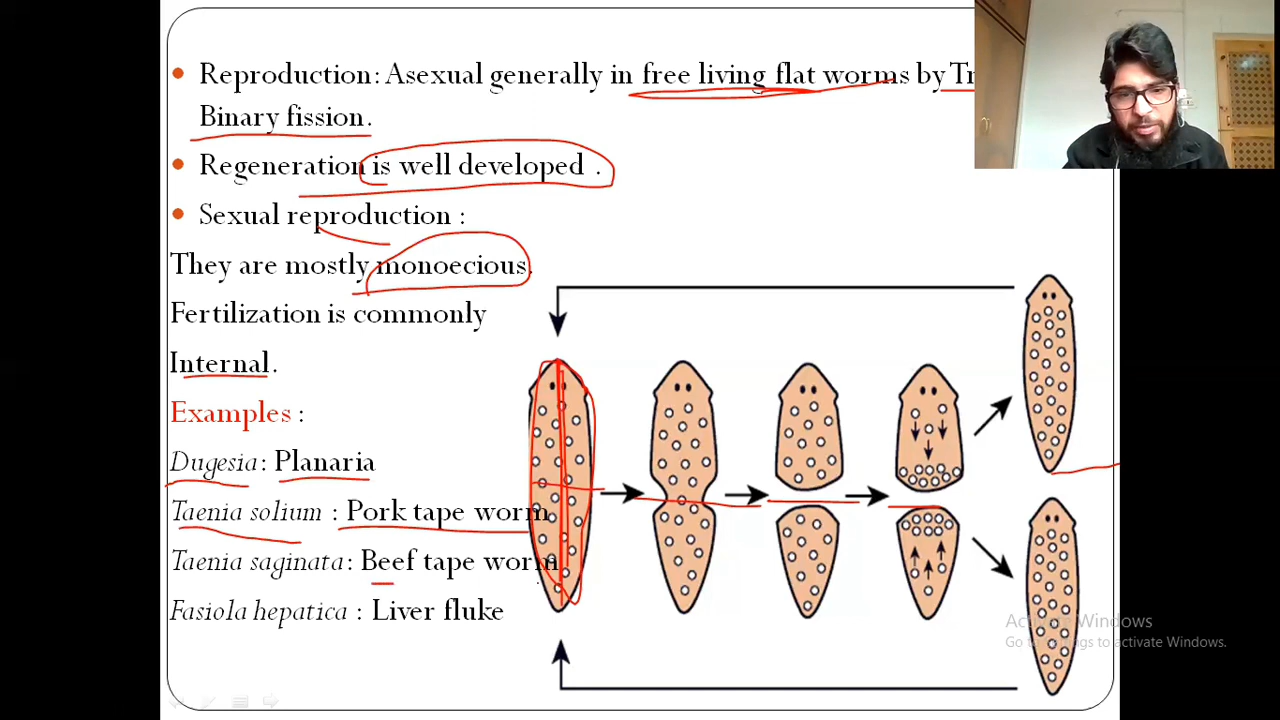 Reproduction: Asexual generally in free living flat worms by Tr
Binary fission.
Regeneration is well developed .
Sexual reproduction :
They are mostly monoecious.
Fertilization is commonly
Internal.
Examples :
Dugesia: Planaria
Taenia solium : Pork tape worm
Taenia saginata: Beef tape worm
Fasiola hepatica : Liver fluke
Activate Windows
Go to Settings to activate Windows.